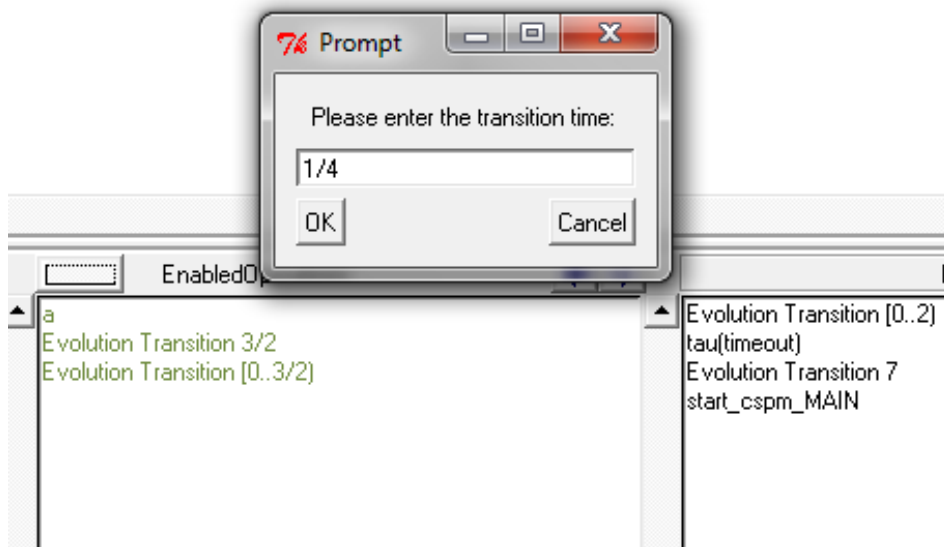 Prompt
Please enter the transition time:
1/4
OK
Cancel
a
Evolution Transition 3/2
Evolution Transition [0..3/2)
Evolution Transition [0..2)
tau(timeout)
Evolution Transition 7
start_cspm_MAIN